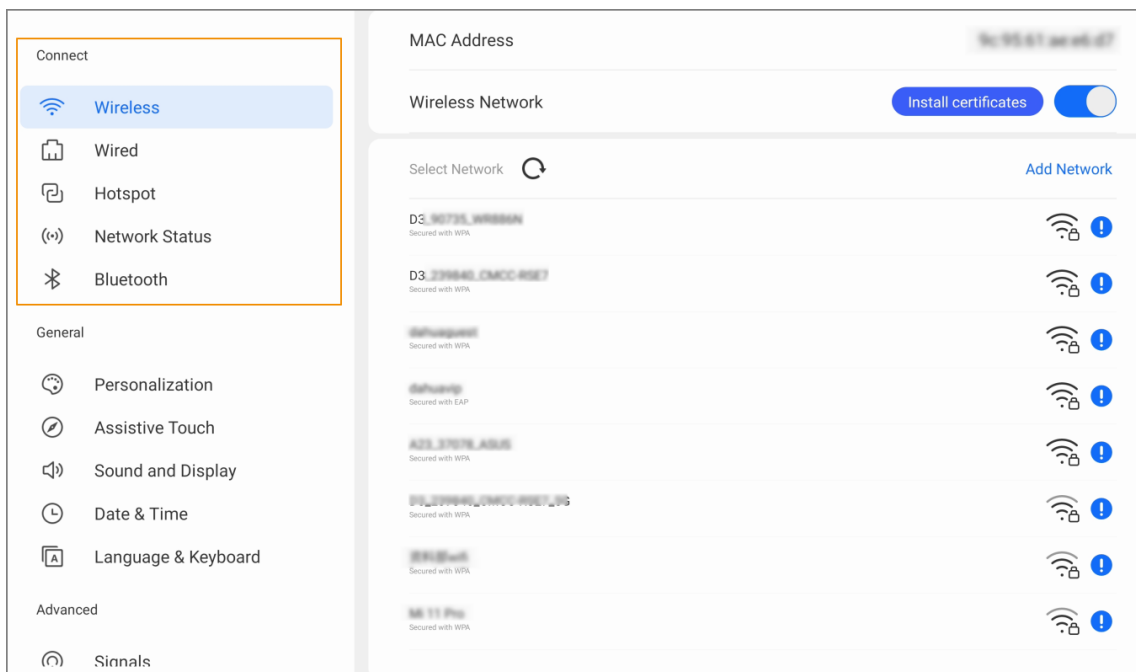 Connect
Wireless
Wired
Hotspot
Network Status
Bluetooth
General
Personalization
Assistive Touch
Sound and Display
Date & Time
Language & Keyboard
Advanced
Signals
MAC Address
Wireless Network
Install certificates
Select Network
Add Network
D3
Secured with WPA
D3
Secured with WPA
Secured with WPA
Secured with EAP
Secured with WPA
Secured with WPA
Secured with WPA
Secured with WPA